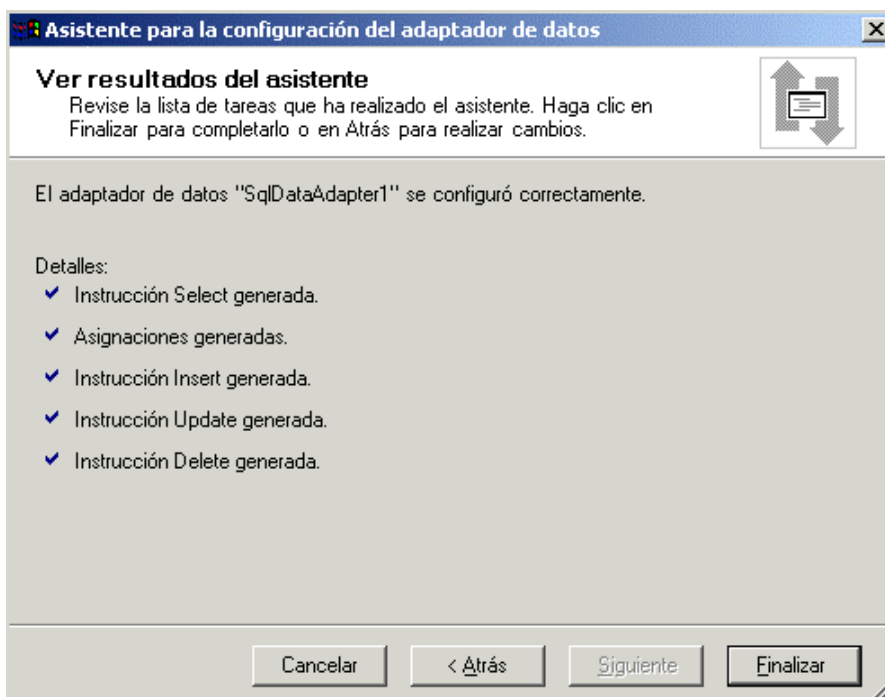 Asistente para la configuración del adaptador de datos
Ver resultados del asistente
Revise la lista de tareas que ha realizado el asistente. Haga clic en
Finalizar para completarlo o en Atrás para realizar cambios.
El adaptador de datos "SqlDataAdapter1" se configuró correctamente.
Detalles:
Instrucción Select generada.
Asignaciones generadas.
Instrucción Insert generada.
Instrucción Update generada.
Instrucción Delete generada.
Cancelar
< Atrás
Siguiente
Finalizar